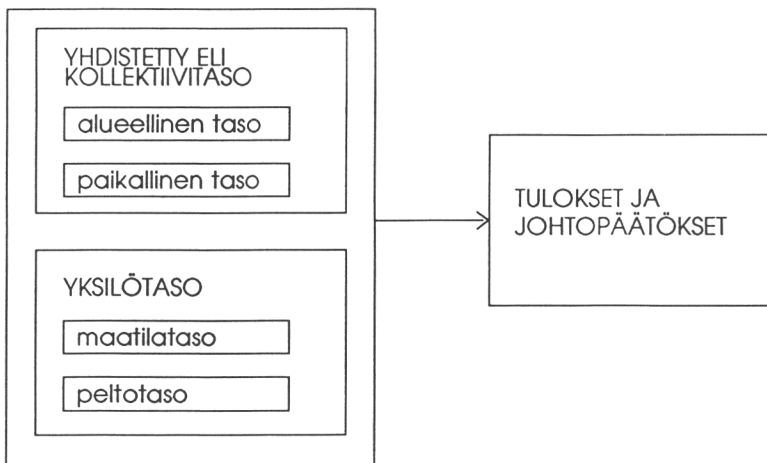 YHDISTETTY ELI
KOLLEKTIIVITASO
alueellinen taso
paikallinen taso
YKSILÖTASO
maatilataso
peltotaso
TULOKSET JA
JOHTOPÄÄTÖKSET